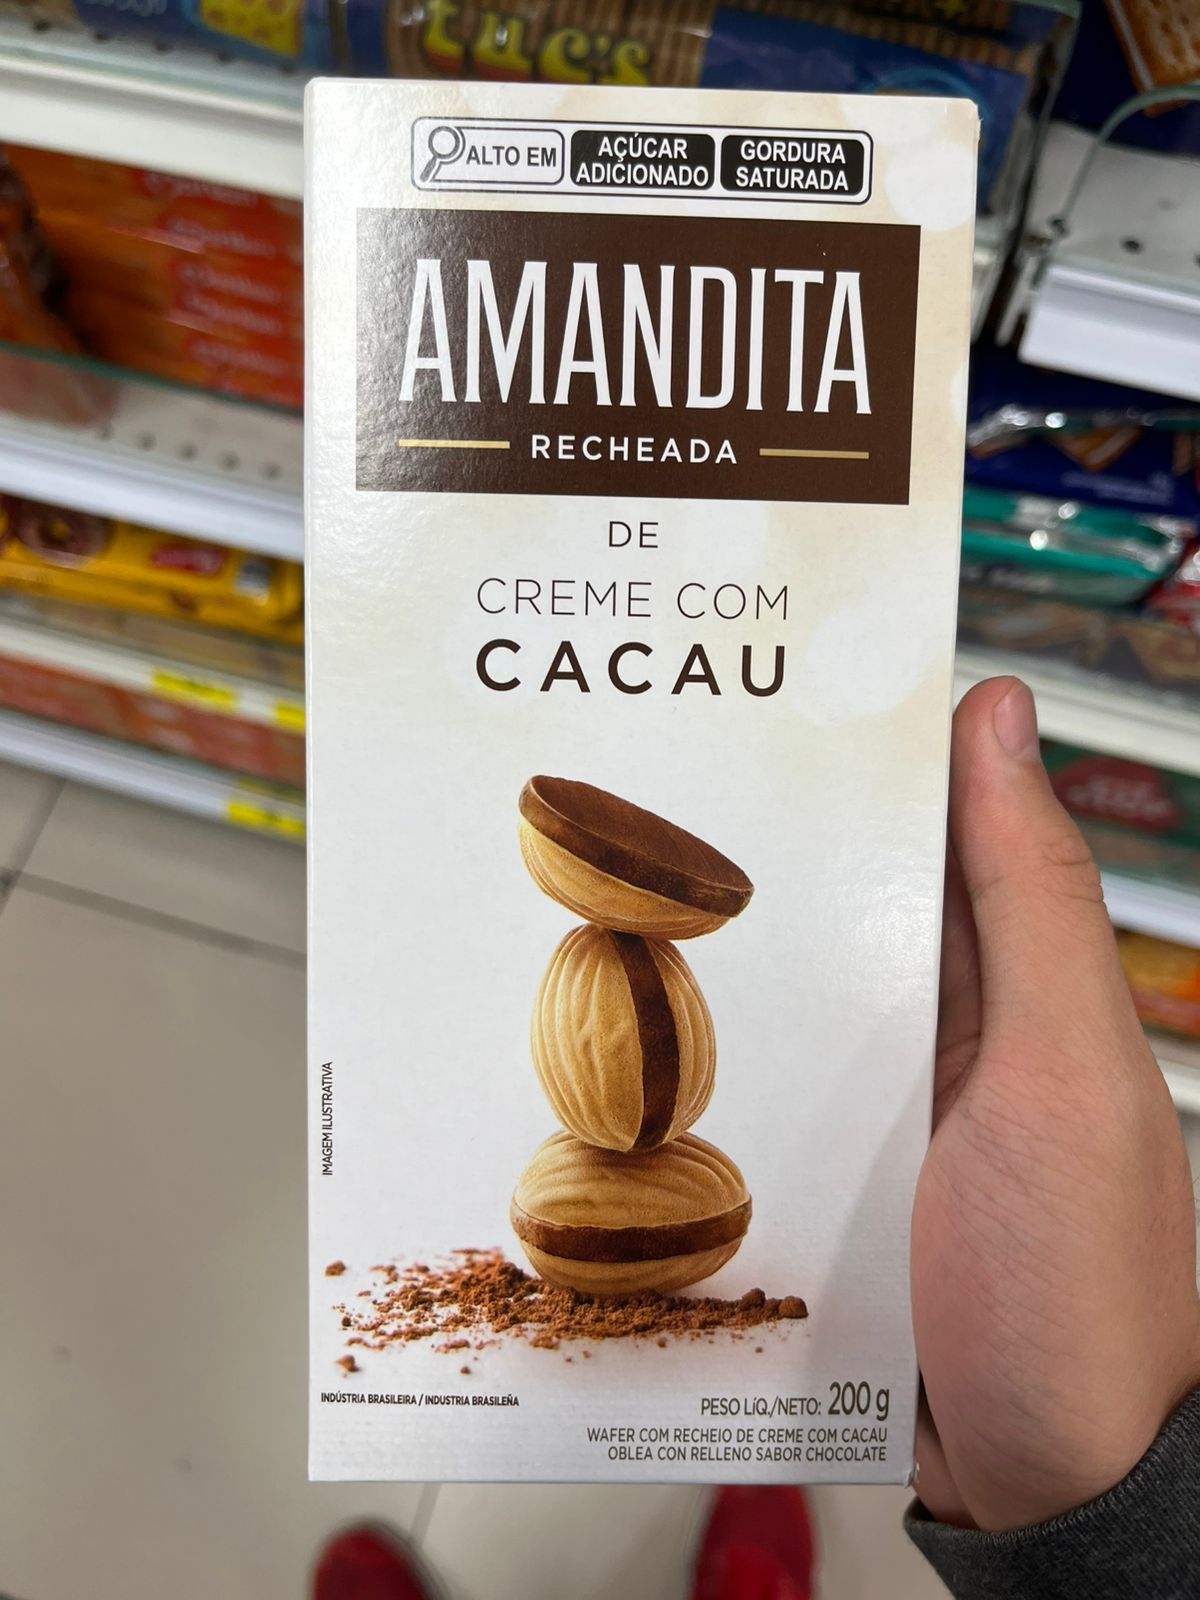 tuc's
ALTO EM
AÇÚCAR
ADICIONADO
GORDURA
SATURADA
AMANDITA
RECHEADA
DE
CREME COM
CACAU
IMAGEM ILUSTRATIVA
INDÚSTRIA BRASILEIRA / INDUSTRIA BRASILEÑA
PESO LÍQ./NETO: 200 g
WAFER COM RECHEIO DE CREME COM CACAU
OBLEA CON RELLENO SABOR CHOCOLATE